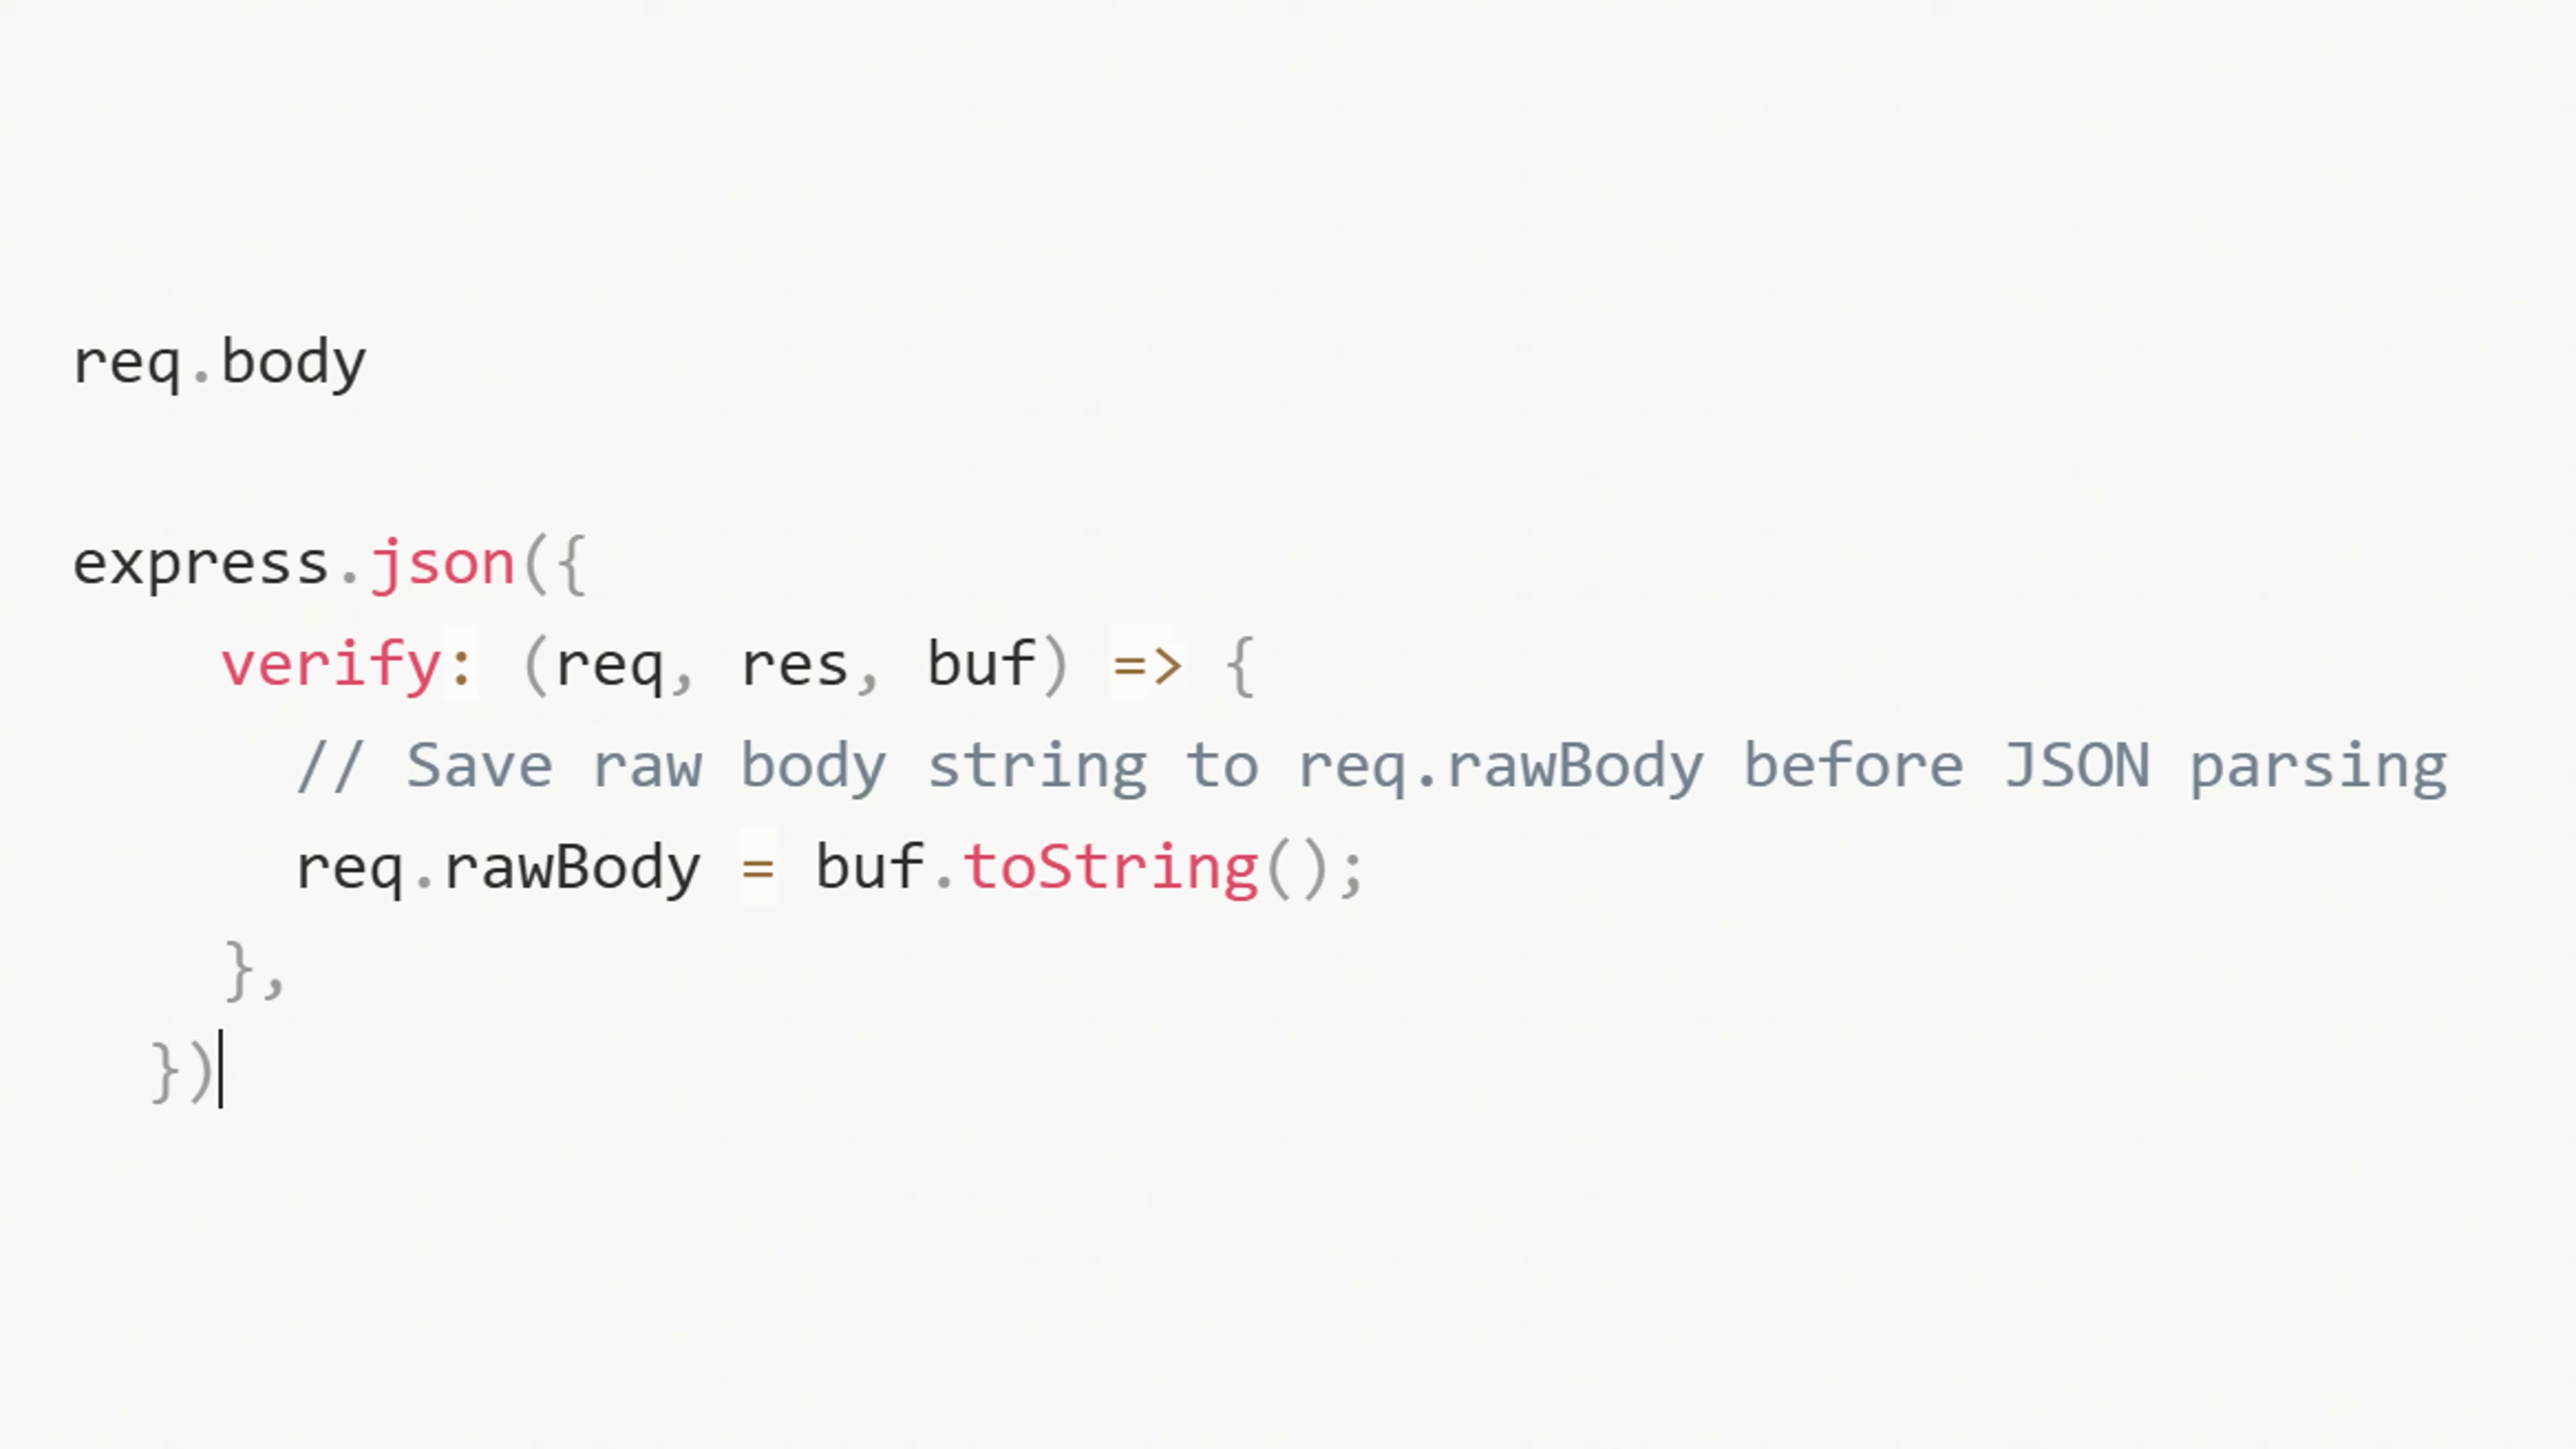 req.body
express.json({
verify: (req, res, buf) => {
// Save raw body string to req.rawBody before JSON parsing
req.rawBody = buf.toString();
},
})